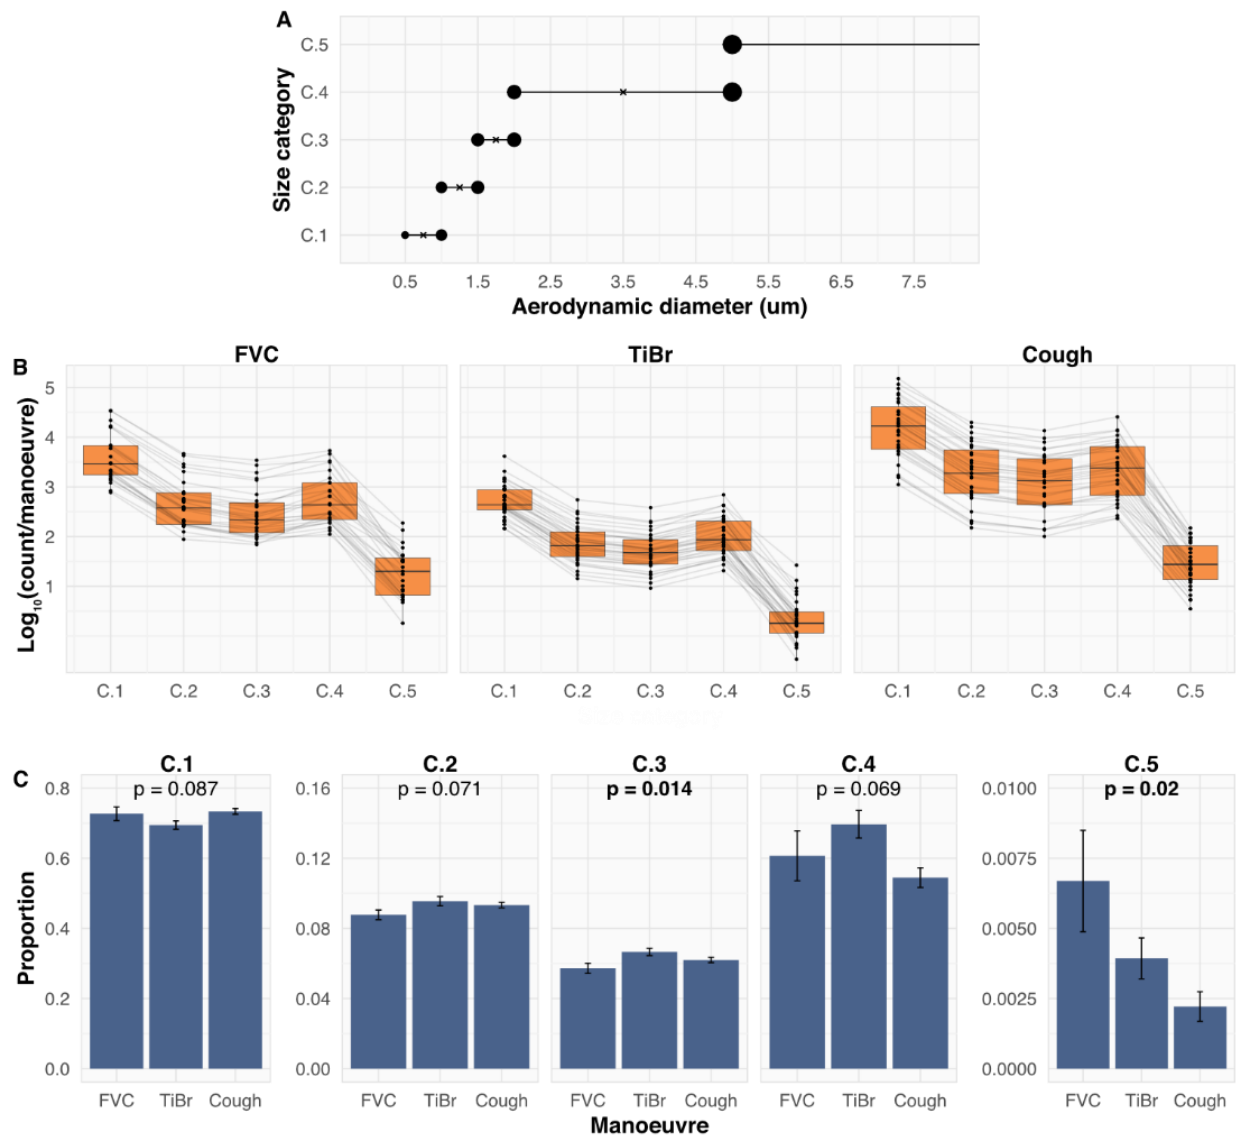 A
C.5
C.4
C.3
C.2
C.1
Size category
0.5 1.5 2.5 3.5 4.5 5.5 6.5 7.5
Aerodynamic diameter (um)
B
FVC TiBr Cough
5
4
3
2
1
Log10(count/manoeuvre)
C.1 C.2 C.3 C.4 C.5 C.1 C.2 C.3 C.4 C.5 C.1 C.2 C.3 C.4 C.5
C
C.1 C.2 C.3 C.4 C.5
p = 0.087 p = 0.071 p = 0.014 p = 0.069 p = 0.02
0.8 0.16 0.0100
0.6 0.12 0.0075
0.4 0.08 0.0050
0.2 0.04 0.0025
0.0 0.00 0.0000
Proportion
FVC TiBr Cough FVC TiBr Cough FVC TiBr Cough FVC TiBr Cough FVC TiBr Cough
Manoeuvre